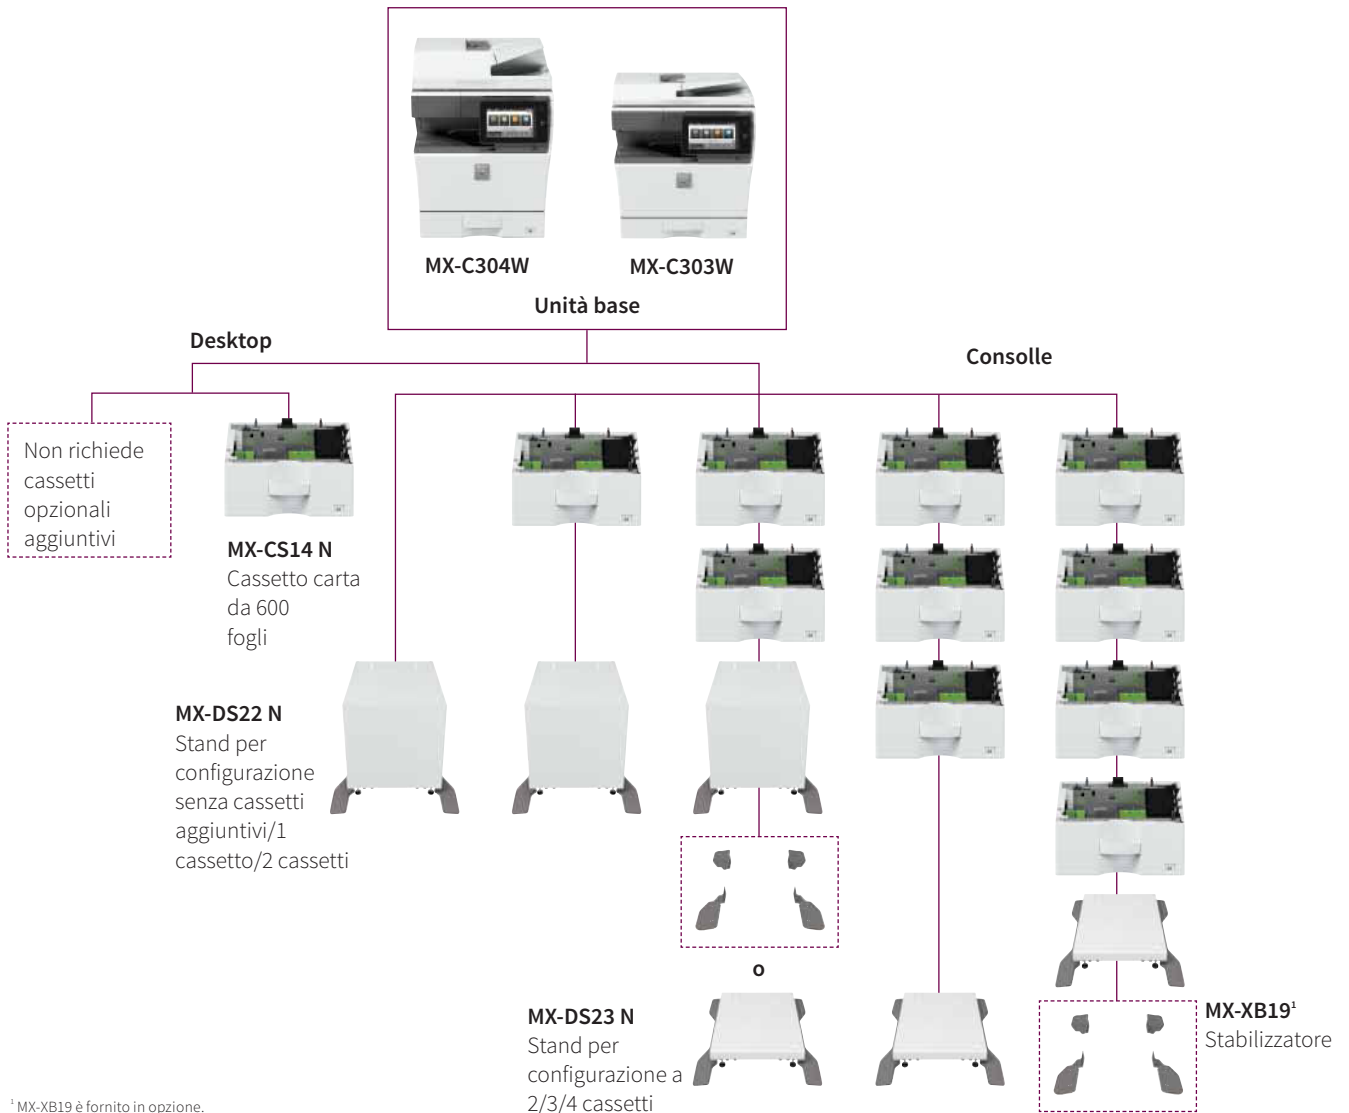 MX-C304W
MX-C303W
Unità base
Desktop
Consolle
Non richiede
cassetti
opzionali
aggiuntivi
MX-CS14 N
Cassetto carta
da 600
fogli
MX-DS22 N
Stand per
configurazione
senza cassetti
aggiuntivi/1
cassetto/2 cassetti
o
MX-DS23 N
Stand per
configurazione a
2/3/4 cassetti
MX-XB19¹
Stabilizzatore
¹ MX-XB19 è fornito in opzione.